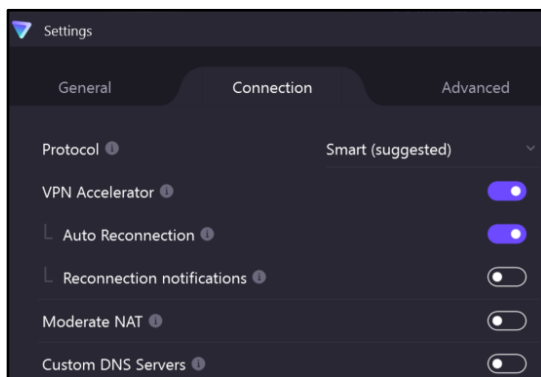 Settings
General Connection Advanced
Protocol Smart (suggested)
VPN Accelerator
Auto Reconnection
Reconnection notifications
Moderate NAT
Custom DNS Servers